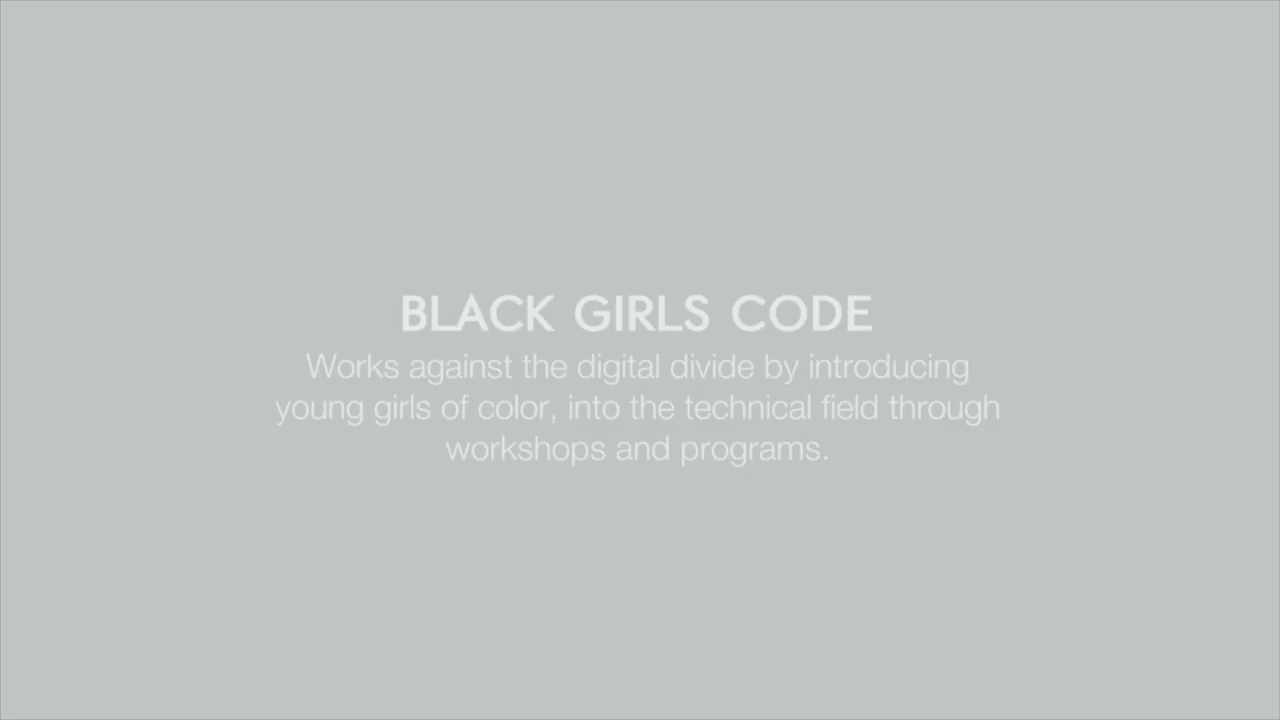 BLACK GIRLS CODE
Works against the digital divide by introducing
young girls of color, into the technical field through
workshops and programs.